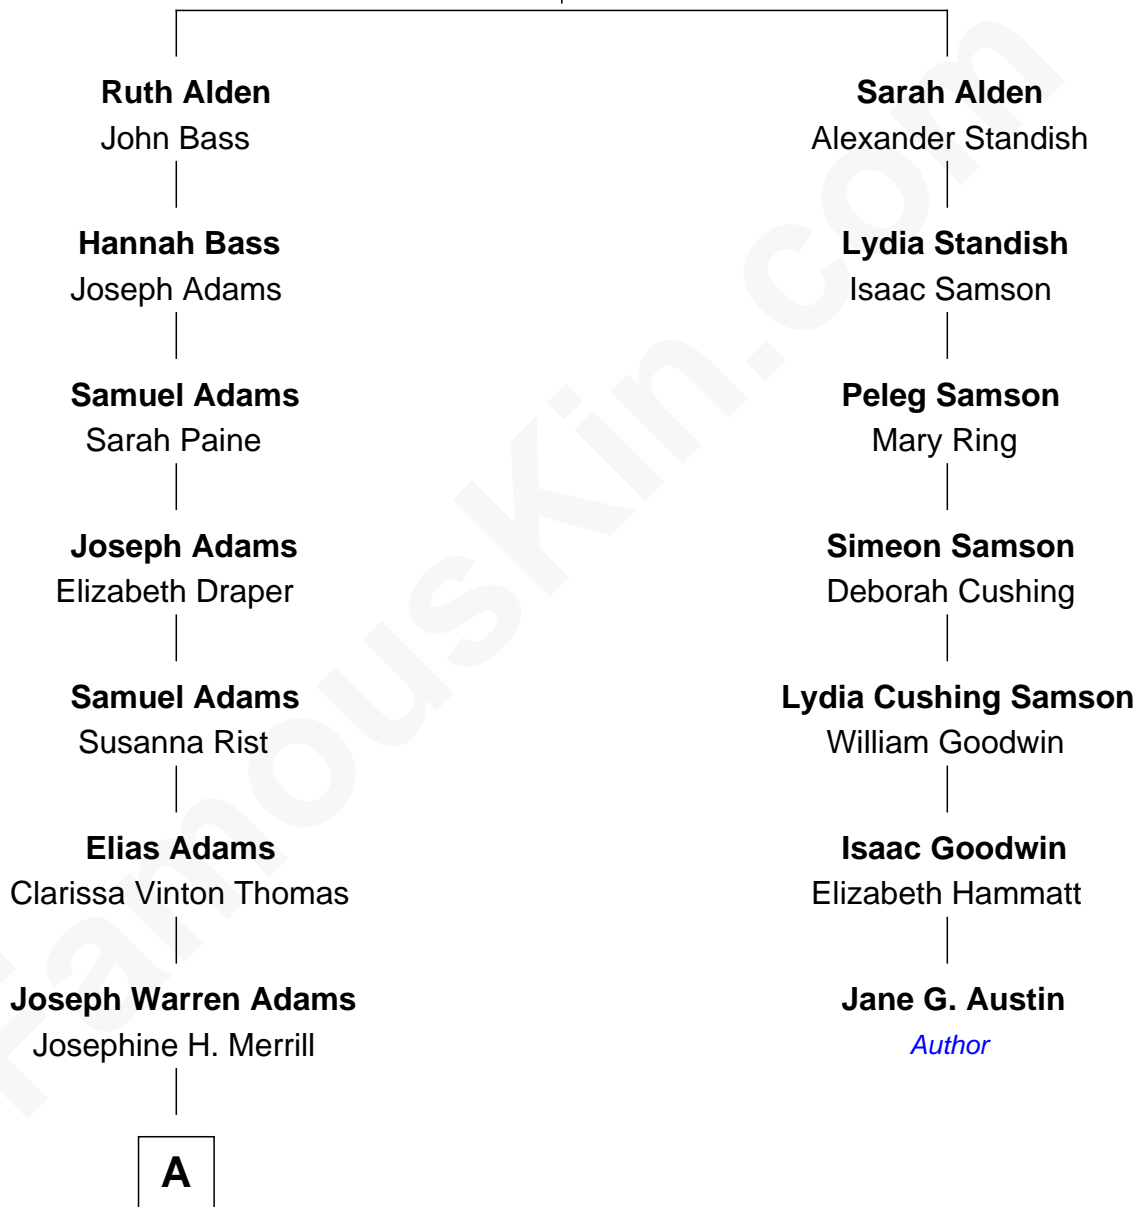 Ruth Alden
John Bass
Hannah Bass
Joseph Adams
Samuel Adams
Sarah Paine
Joseph Adams
Elizabeth Draper
Samuel Adams
Susanna Rist
Elias Adams
Clarissa Vinton Thomas
Joseph Warren Adams
Josephine H. Merrill
A
Sarah Alden
Alexander Standish
Lydia Standish
Isaac Samson
Peleg Samson
Mary Ring
Simeon Samson
Deborah Cushing
Lydia Cushing Samson
William Goodwin
Isaac Goodwin
Elizabeth Hammatt
Jane G. Austin
Author
FamousKin.com